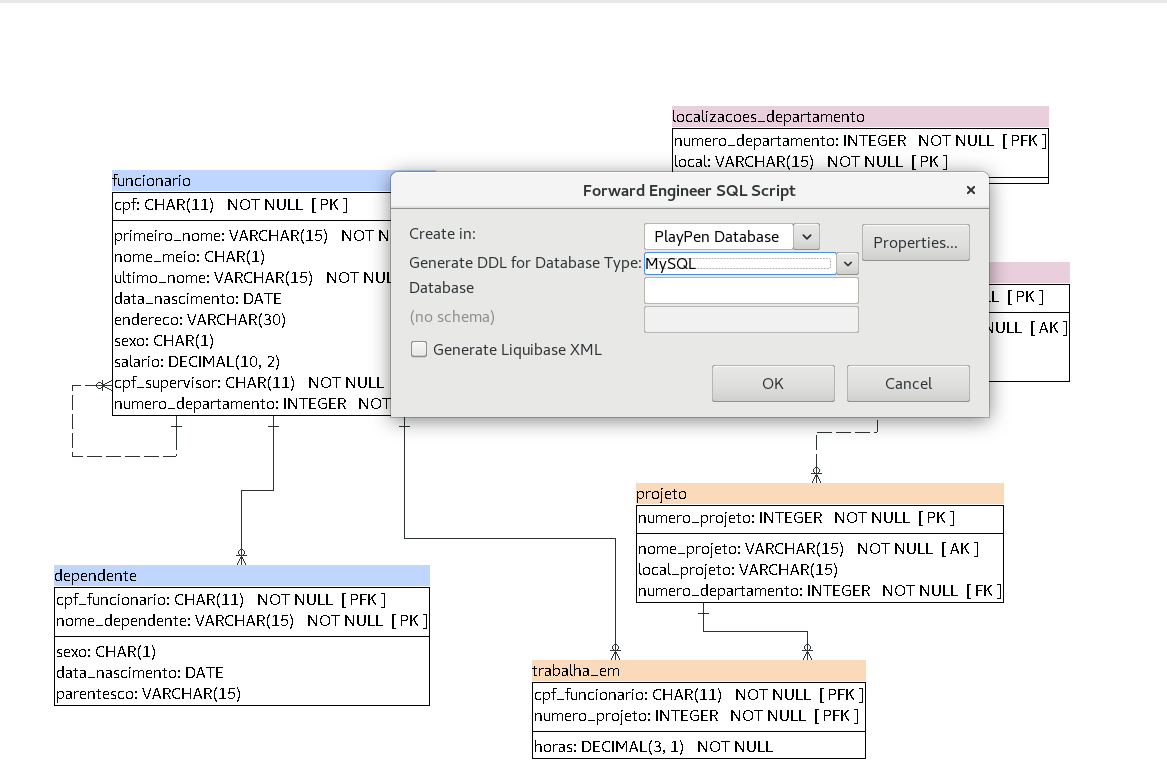 localizacoes_departamento
numero_departamento: INTEGER NOT NULL [ PFK ]
local: VARCHAR(15) NOT NULL [ PK ]
funcionario
cpf: CHAR(11) NOT NULL [ PK ]
primeiro_nome: VARCHAR(15) NOT N
nome_meio: CHAR(1)
ultimo_nome: VARCHAR(15) NOT NUL
data_nascimento: DATE
endereco: VARCHAR(30)
sexo: CHAR(1)
salario: DECIMAL(10, 2)
cpf_supervisor: CHAR(11) NOT NULL
numero_departamento: INTEGER NOT
Forward Engineer SQL Script
Create in:
PlayPen Database
Properties...
Generate DDL for Database Type:
MySQL
Database
(no schema)
Generate Liquibase XML
OK
Cancel
LL [ PK ]
NULL [ AK ]
projeto
numero_projeto: INTEGER NOT NULL [ PK ]
nome_projeto: VARCHAR(15) NOT NULL [ AK ]
local_projeto: VARCHAR(15)
numero_departamento: INTEGER NOT NULL [ FK ]
dependente
cpf_funcionario: CHAR(11) NOT NULL [ PFK ]
nome_dependente: VARCHAR(15) NOT NULL [ PK ]
sexo: CHAR(1)
data_nascimento: DATE
parentesco: VARCHAR(15)
trabalha_em
cpf_funcionario: CHAR(11) NOT NULL [ PFK ]
numero_projeto: INTEGER NOT NULL [ PFK ]
horas: DECIMAL(3, 1) NOT NULL